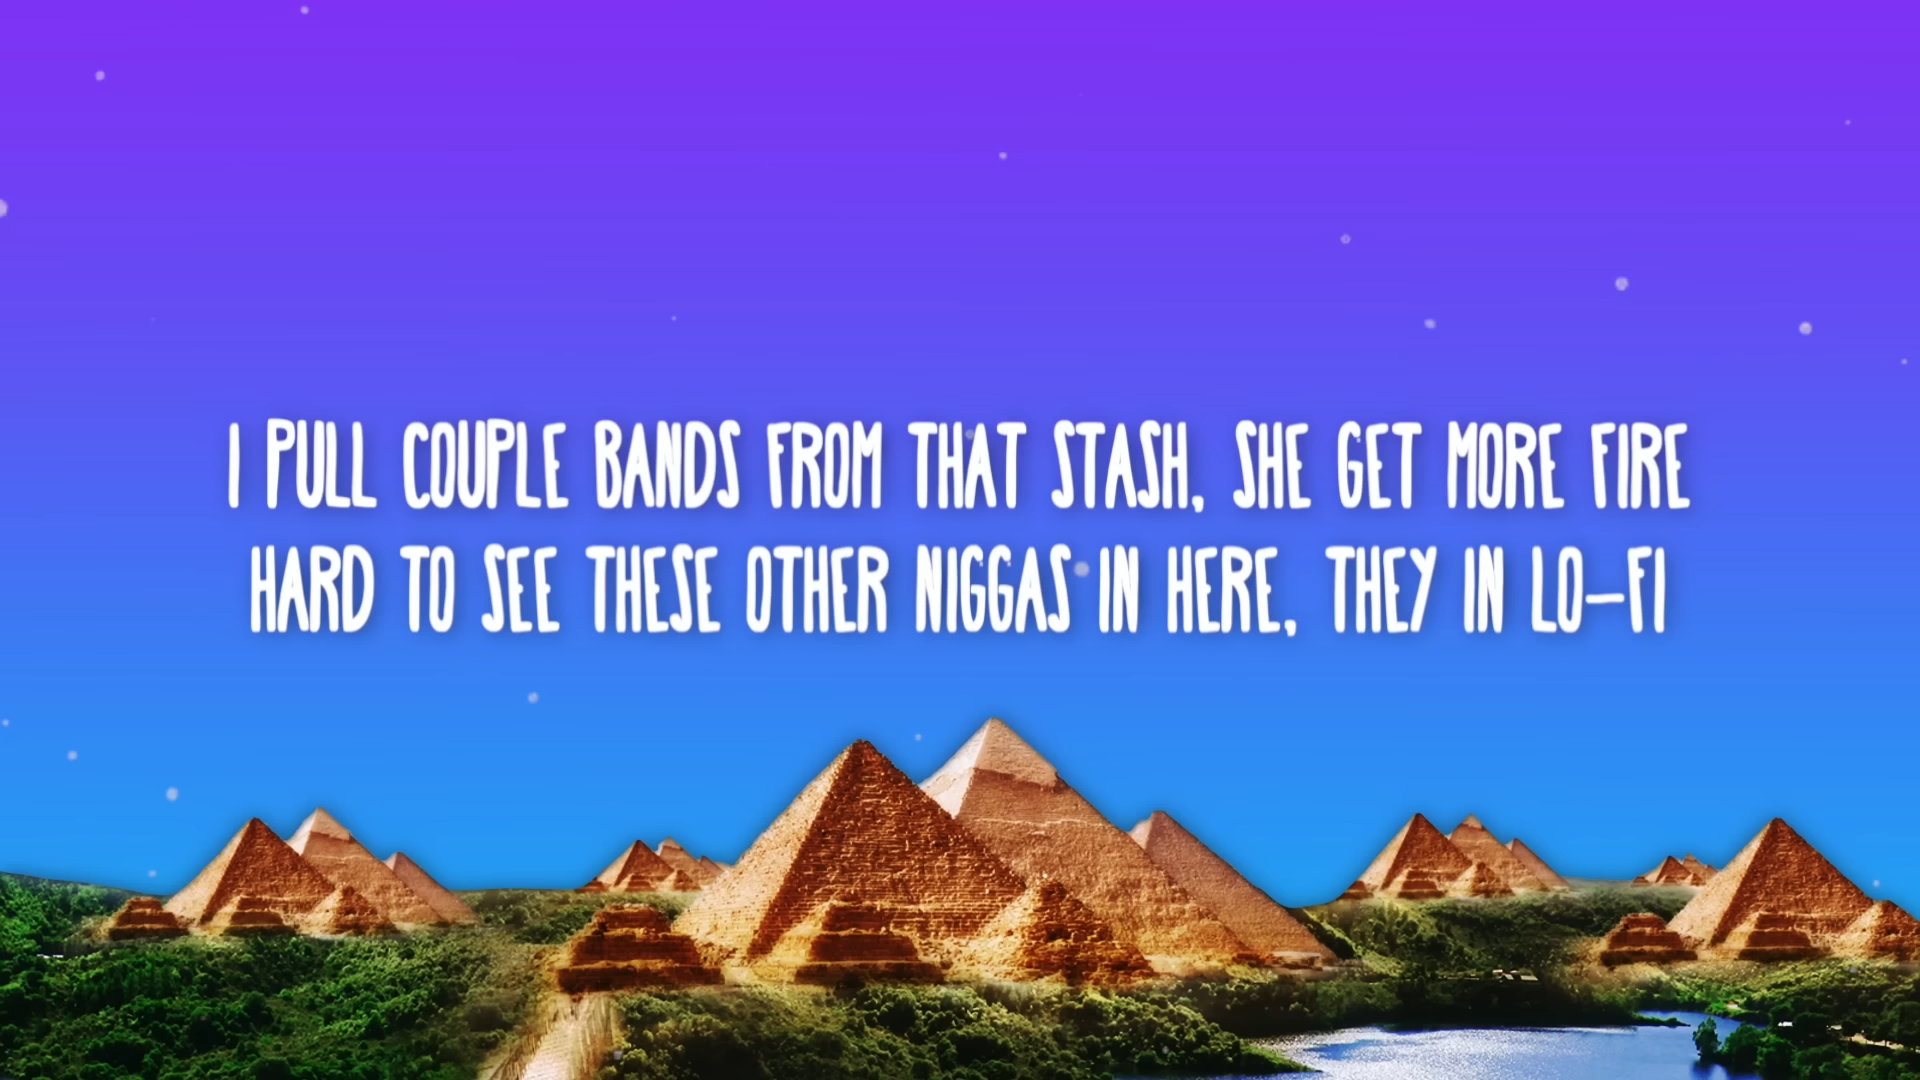 I PULL COUPLE BANDS FROM THAT STASH, SHE GET MORE FIRE
HARD TO SEE THESE OTHER NIGGAS IN HERE, THEY IN LO-FI